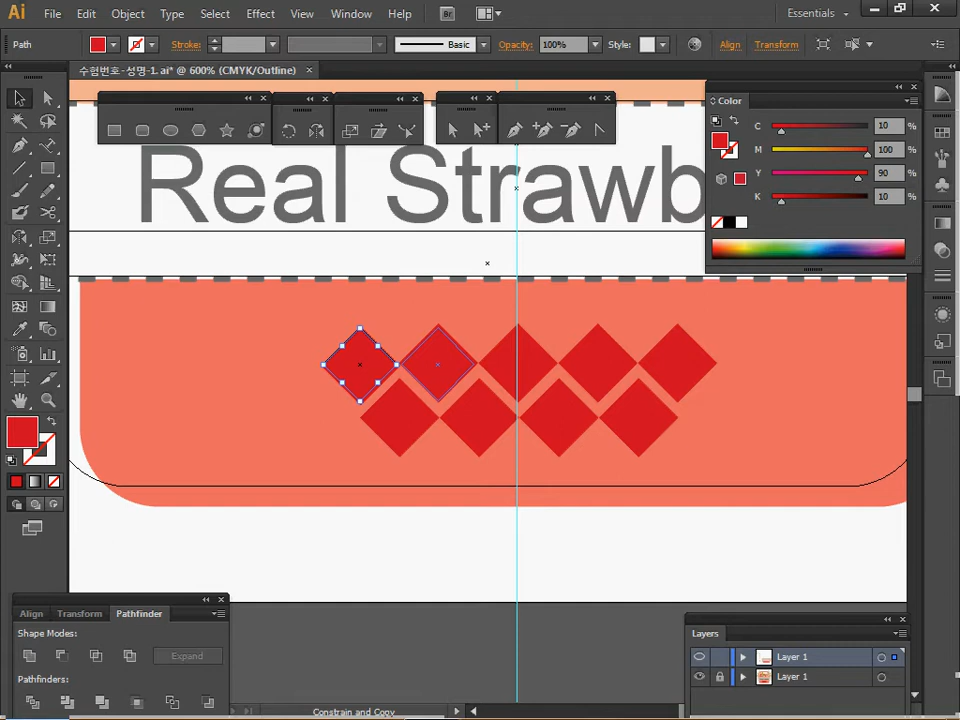 Ai File Edit Object Type Select Effect View Window Help Br Essentials
Path Stroke: Basic Opacity: 100% Style: Align Transform
수험번호-성명-1.ai* @ 600% (CMYK/Outline)
Color
C 10 %
M 100 %
Y 90 %
K 10 %
Real Strawb
Align Transform Pathfinder
Shape Modes:
Expand
Pathfinders:
Layers
Layer 1
Layer 1
Constrain and Copy